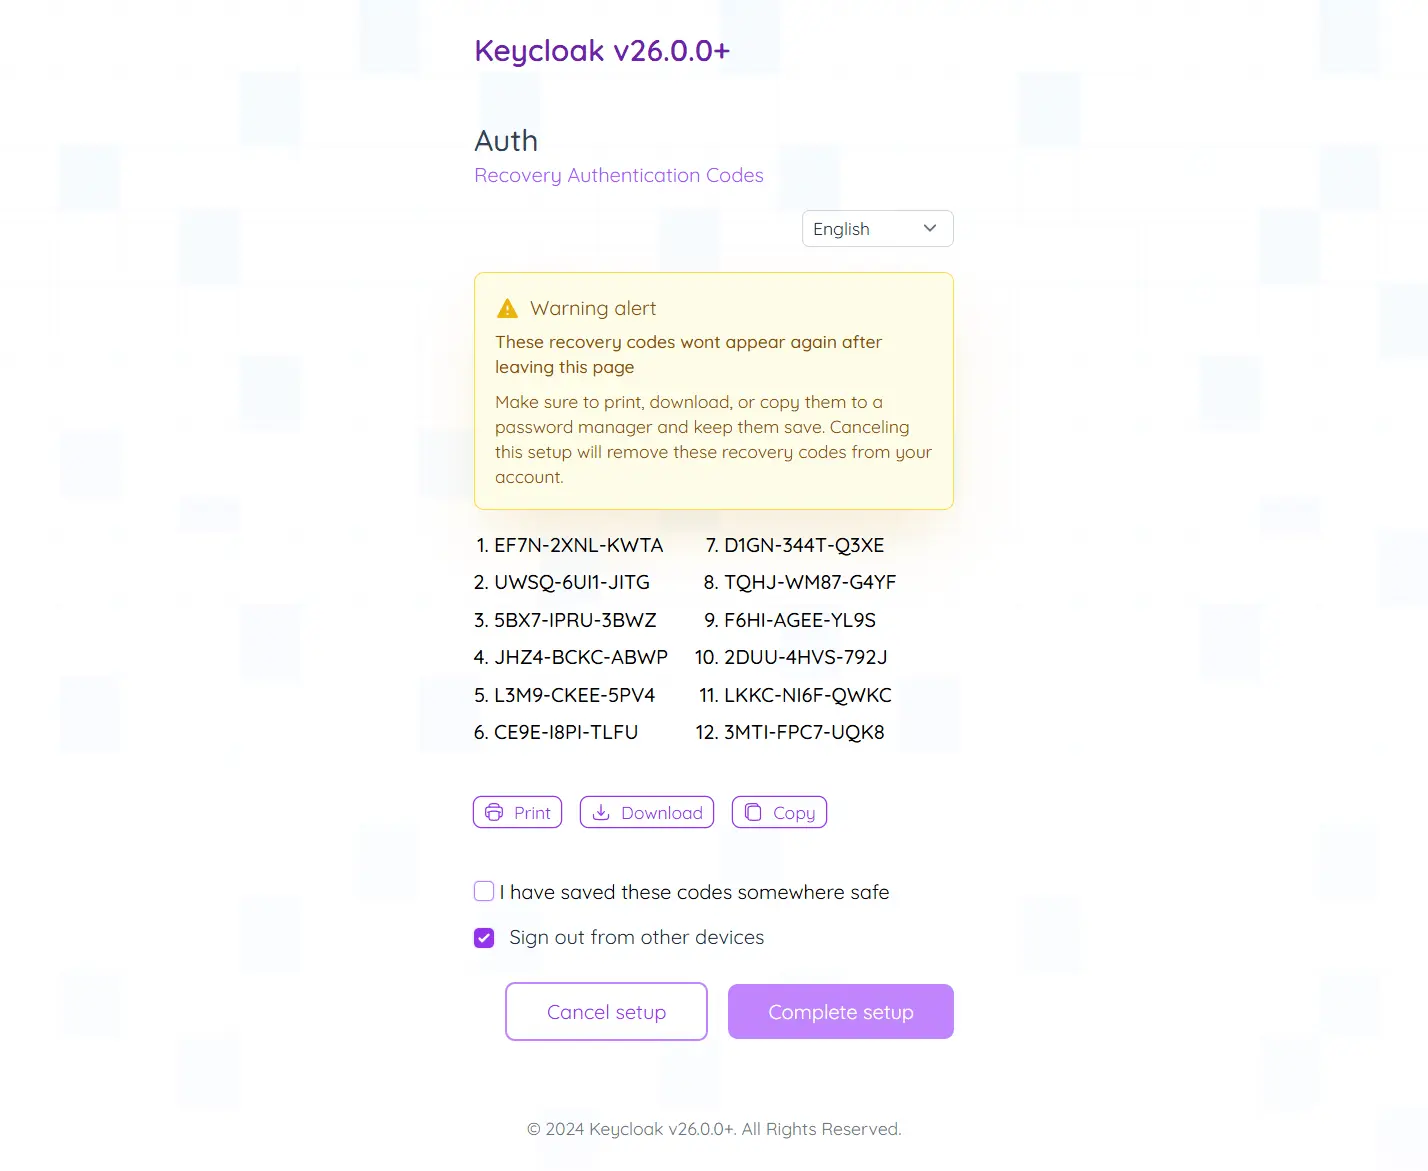 Keycloak v26.0.0+
Auth
Recovery Authentication Codes
English
Warning alert
These recovery codes wont appear again after
leaving this page
Make sure to print, download, or copy them to a
password manager and keep them save. Canceling
this setup will remove these recovery codes from your
account.
1. EF7N-2XNL-KWTA
2. UWSQ-6UI1-JITG
3. 5BX7-IPRU-3BWZ
4. JHZ4-BCKC-ABWP
5. L3M9-CKEE-5PV4
6. CE9E-I8PI-TLFU
7. D1GN-344T-Q3XE
8. TQHJ-WM87-G4YF
9. F6HI-AGEE-YL9S
10. 2DUU-4HVS-792J
11. LKKC-NI6F-QWKC
12. 3MTI-FPC7-UQK8
Print Download Copy
I have saved these codes somewhere safe
Sign out from other devices
Cancel setup Complete setup
© 2024 Keycloak v26.0.0+. All Rights Reserved.